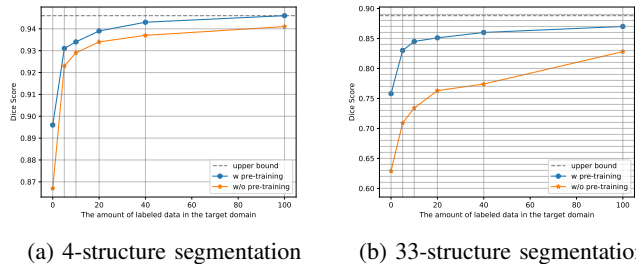 0.94
0.93
0.92
0.91
0.90
0.89
0.88
0.87
Dice Score
0 20 40 60 80 100
The amount of labeled data in the target domain
upper bound
w pre-training
w/o pre-training
(a) 4-structure segmentation
0.90
0.85
0.80
0.75
0.70
0.65
0.60
Dice Score
0 20 40 60 80 100
The amount of labeled data in the target domain
upper bound
w pre-training
w/o pre-training
(b) 33-structure segmentatio